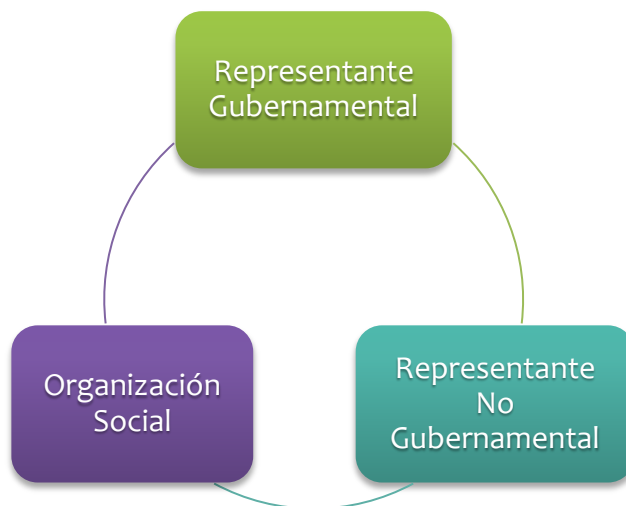 Representante
Gubernamental
Organización
Social
Representante
No
Gubernamental